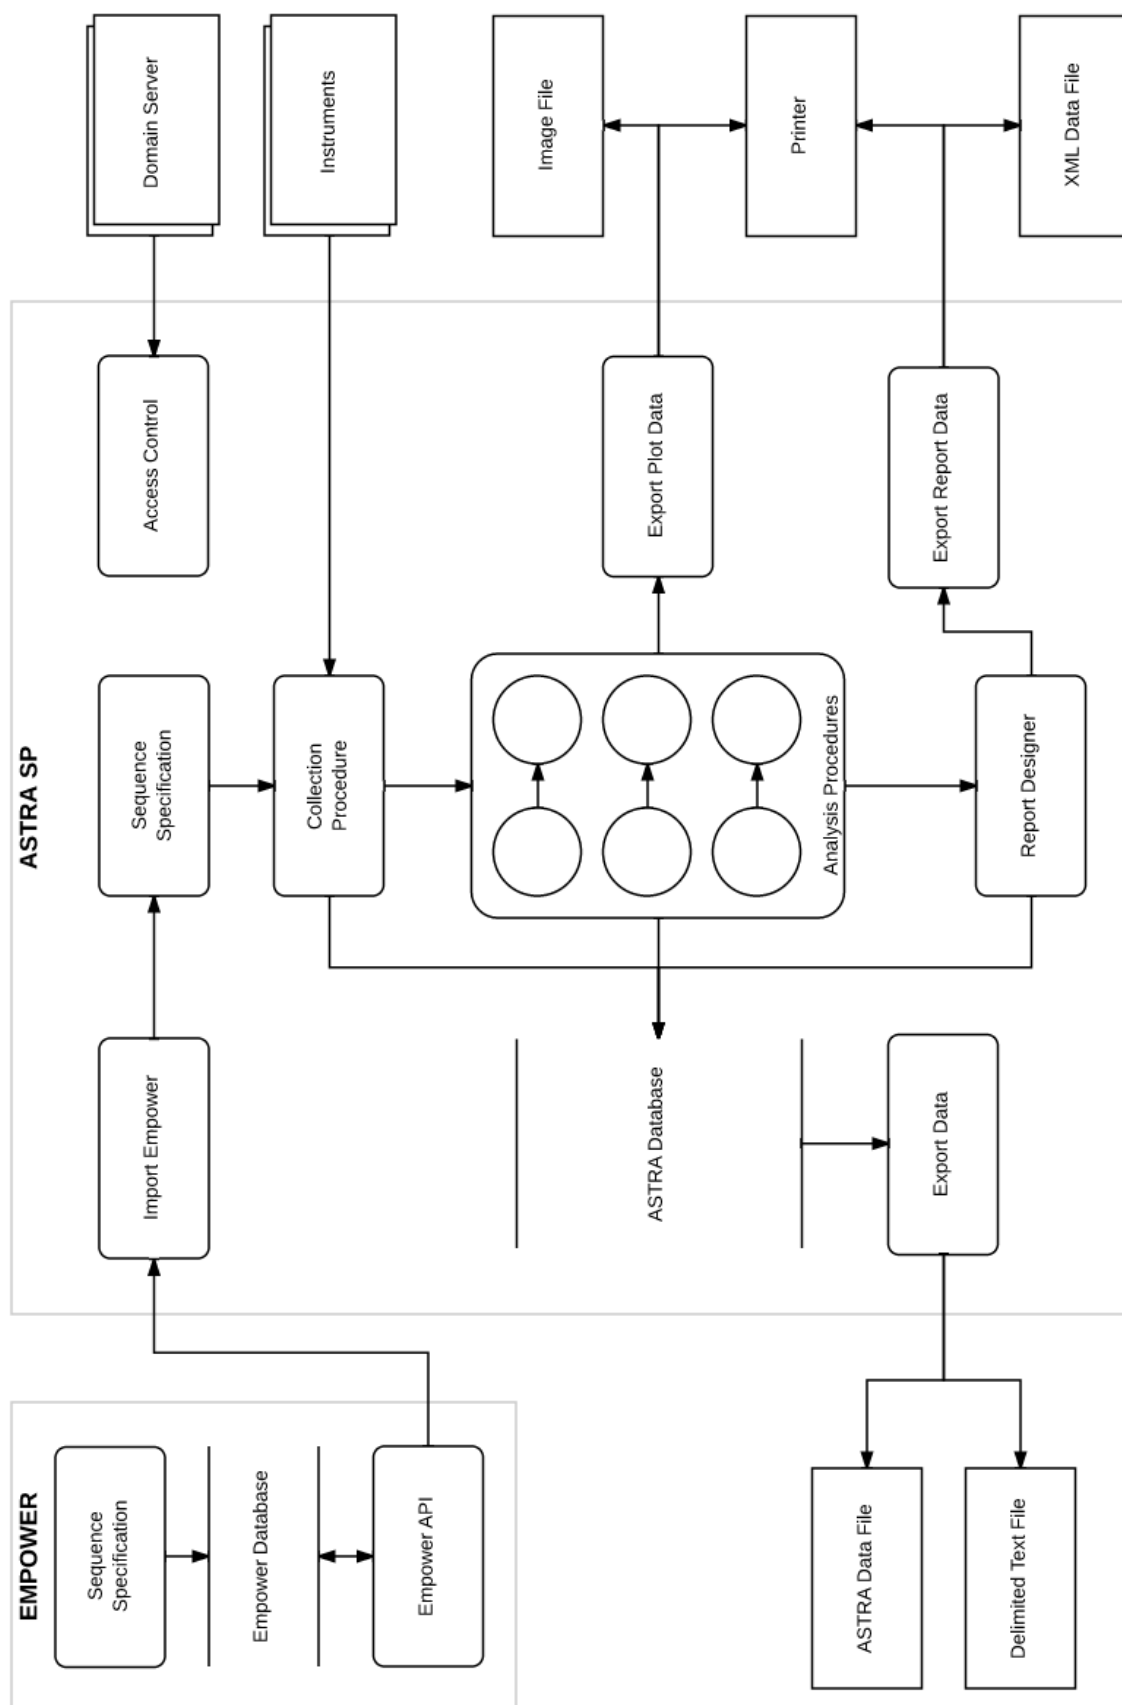 EMPOWER
Sequence
Specification
Empower Database
Empower API
ASTRA SP
Import Empower
Sequence
Specification
Access Control
Domain Server
Collection
Procedure
Instruments
ASTRA Database
Analysis Procedures
Export Plot Data
Image File
Printer
ASTRA Data File
Delimited Text File
Export Data
Report Designer
Export Report Data
XML Data File